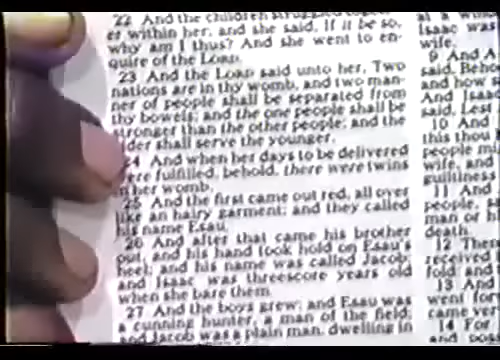 22 And the children struggled together
er within her, and she said, If it be so,
why am I thus? And she went to en-
quire of the LORD.
23 And the LORD said unto her, Two
nations are in thy womb, and two man-
ner of people shall be separated from
thy bowels; and the one people shall be
stronger than the other people; and the
lder shall serve the younger.
24 And when her days to be delivered
ere fulfilled, behold, there were twins
in her womb.
25 And the first came out red, all over
like an hairy garment; and they called
his name Esau.
26 And after that came his brother
out, and his hand took hold on Esau's
heel; and his name was called Jacob:
and Isaac was threescore years old
when she bare them.
27 And the boys grew: and Esau was
a cunning hunter, a man of the field;
and Jacob was a plain man, dwelling in
Isaac was
wife.
9 And A
said, Beho
and how s
And Isaac
said, Lest
10 And
this thou
people mi
wife, and
guiltiness
11 And
people, s
man or h
death.
12 Then
received
fold: and
13 And
went for
came ver
14 For